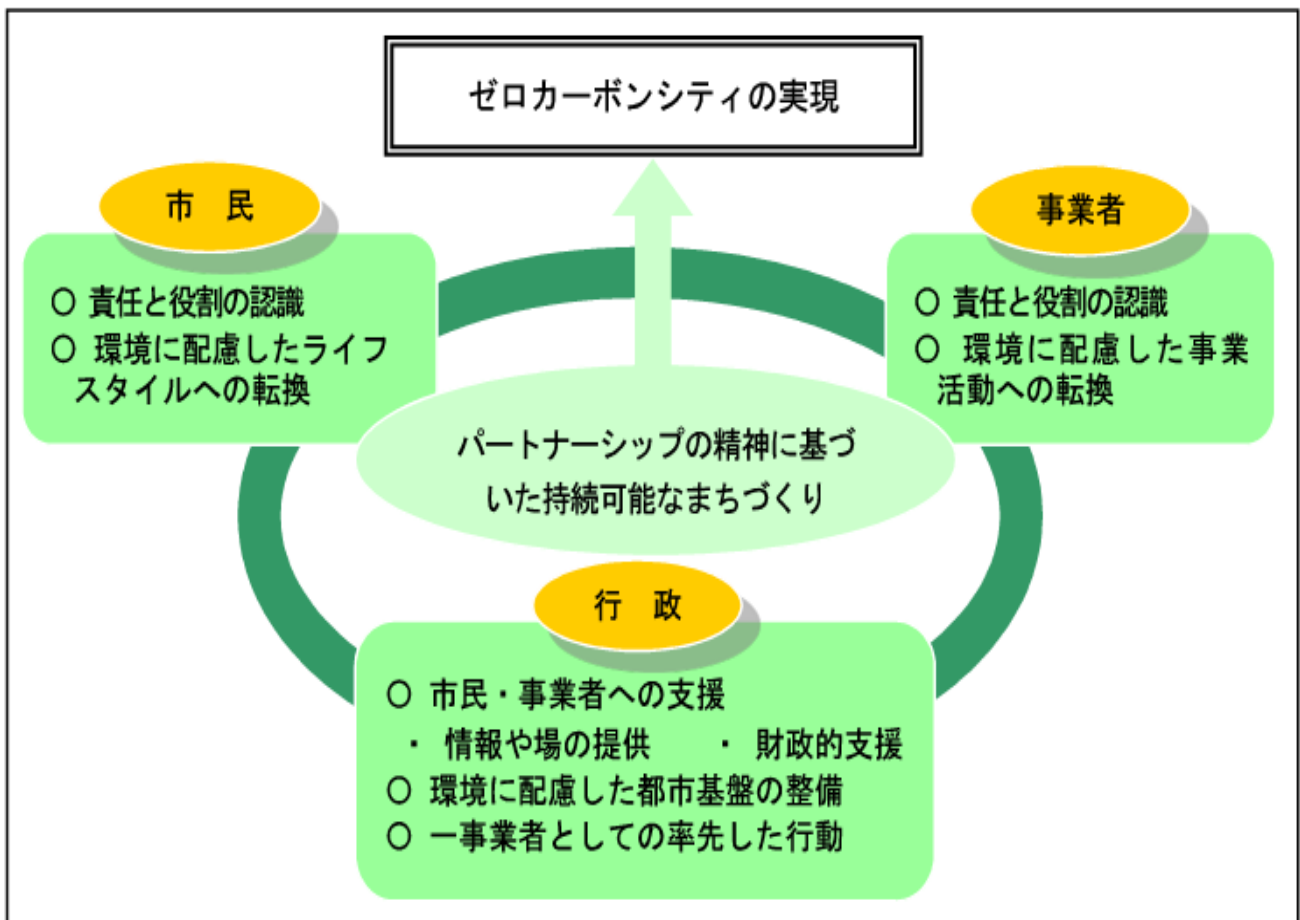 ゼロカーボンシティの実現
市　民
○ 責任と役割の認識
○ 環境に配慮したライフ
スタイルへの転換
事業者
○ 責任と役割の認識
○ 環境に配慮した事業
活動への転換
パートナーシップの精神に基づ
いた持続可能なまちづくり
行　政
○ 市民・事業者への支援
・ 情報や場の提供　　・ 財政的支援
○ 環境に配慮した都市基盤の整備
○ 一事業者としての率先した行動